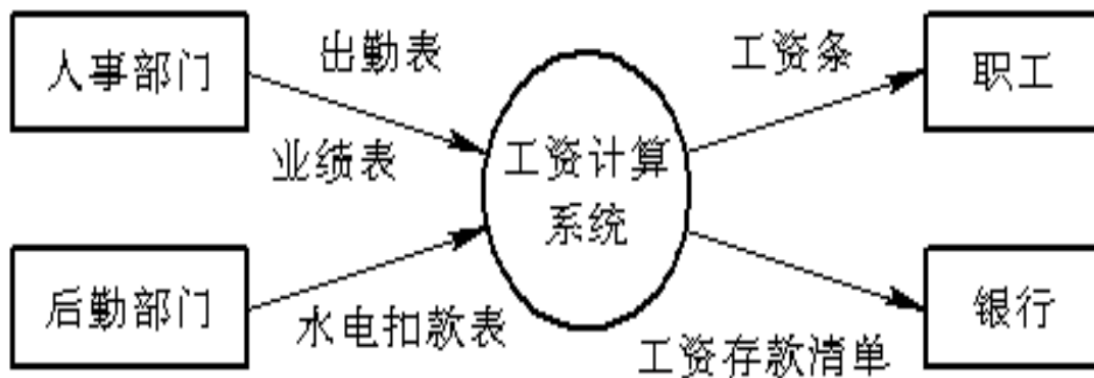 人事部门
出勤表
业绩表
后勤部门
水电扣款表
工资计算
系统
工资条
职工
工资存款清单
银行